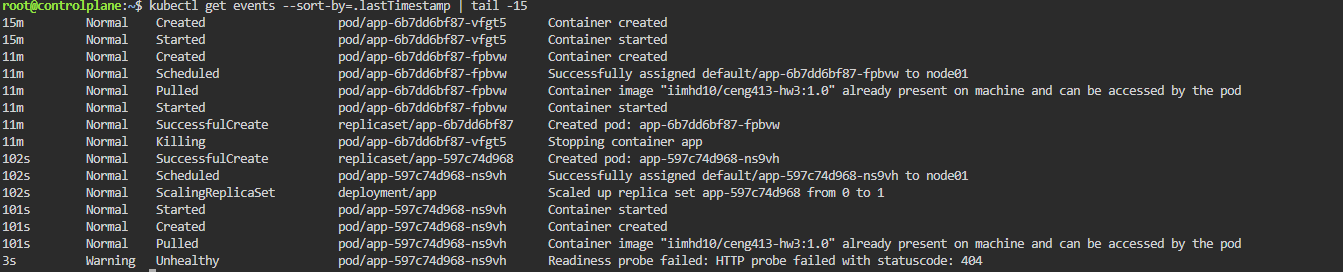 root@controlplane:~$ kubectl get events --sort-by=.lastTimestamp | tail -15
15m Normal Created pod/app-6b7dd6bf87-vfgt5 Container created
15m Normal Started pod/app-6b7dd6bf87-vfgt5 Container started
11m Normal Created pod/app-6b7dd6bf87-fpbvw Container created
11m Normal Scheduled pod/app-6b7dd6bf87-fpbvw Successfully assigned default/app-6b7dd6bf87-fpbvw to node01
11m Normal Pulled pod/app-6b7dd6bf87-fpbvw Container image "iimhd10/ceng413-hw3:1.0" already present on machine and can be accessed by the pod
11m Normal Started pod/app-6b7dd6bf87-fpbvw Container started
11m Normal SuccessfulCreate replicaset/app-6b7dd6bf87 Created pod: app-6b7dd6bf87-fpbvw
11m Normal Killing pod/app-6b7dd6bf87-vfgt5 Stopping container app
102s Normal SuccessfulCreate replicaset/app-597c74d968 Created pod: app-597c74d968-ns9vh
102s Normal Scheduled pod/app-597c74d968-ns9vh Successfully assigned default/app-597c74d968-ns9vh to node01
102s Normal ScalingReplicaSet deployment/app Scaled up replica set app-597c74d968 from 0 to 1
101s Normal Started pod/app-597c74d968-ns9vh Container started
101s Normal Created pod/app-597c74d968-ns9vh Container created
101s Normal Pulled pod/app-597c74d968-ns9vh Container image "iimhd10/ceng413-hw3:1.0" already present on machine and can be accessed by the pod
3s Warning Unhealthy pod/app-597c74d968-ns9vh Readiness probe failed: HTTP probe failed with statuscode: 404